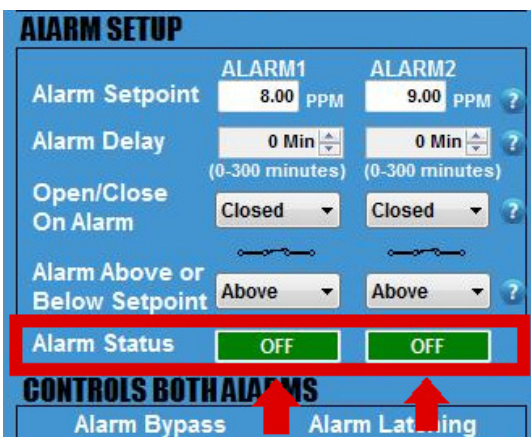 ALARM SETUP
ALARM1 ALARM2
Alarm Setpoint 8.00 PPM 9.00 PPM ?
Alarm Delay 0 Min 0 Min ?
(0-300 minutes) (0-300 minutes)
Open/Close
On Alarm Closed Closed ?
Alarm Above or
Below Setpoint Above Above ?
Alarm Status OFF OFF
CONTROLS BOTH ALARMS
Alarm Bypass Alarm Latching